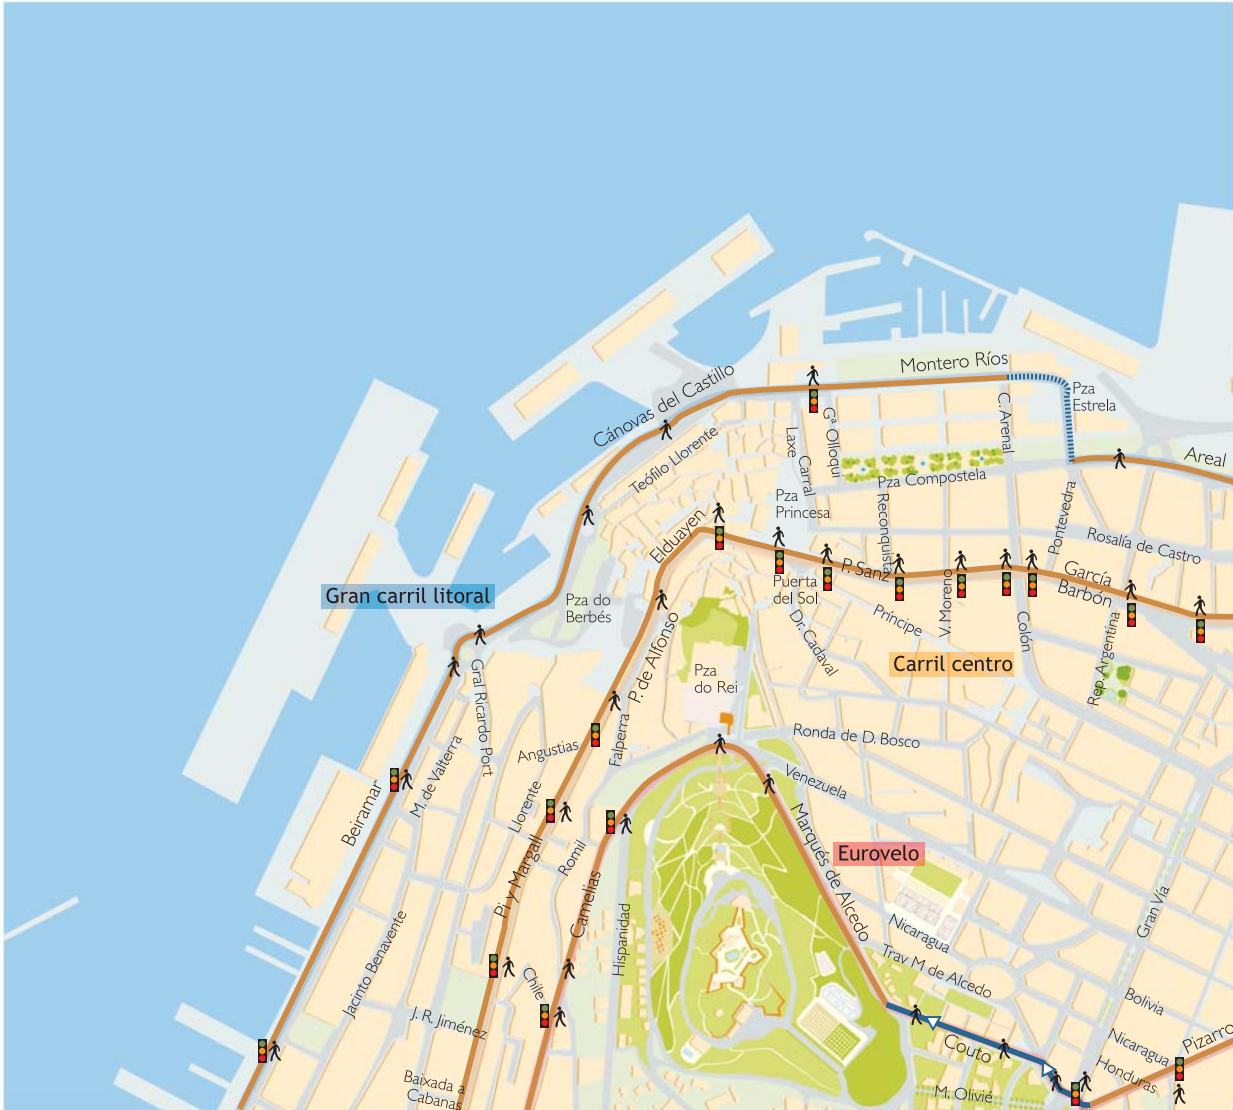 Montero Ríos
Cánovas del Castillo
Pza
Estrela
C. Arenal
Gª Olloqui
Laxe
Carral
Teófilo Llorente
Areal
Pza Compostela
Pza
Princesa
Reconquista
Pontevedra
Elduayen
Rosalía de Castro
P. Sanz
García
Barbón
Puerta
del Sol
Gran carril litoral
Pza do
Berbés
Príncipe
V. Moreno
Colón
Dr. Cadaval
P. de Alfonso
Rep. Argentina
Carril centro
Pza
do Rei
Gral Ricardo Port
Falperra
Angustias
Ronda de D. Bosco
M. de Valterra
Venezuela
Beiramar
Llorente
Marqués de Alcedo
Romil
Eurovelo
Pi y Margall
Camelias
Hispanidad
Gran Vía
Nicaragua
Jacinto Benavente
Trav M de Alcedo
Chile
J. R. Jiménez
Bolivia
Couto
Nicaragua
Pizarro
Honduras
Baixada a
Cabanas
M. Olivié